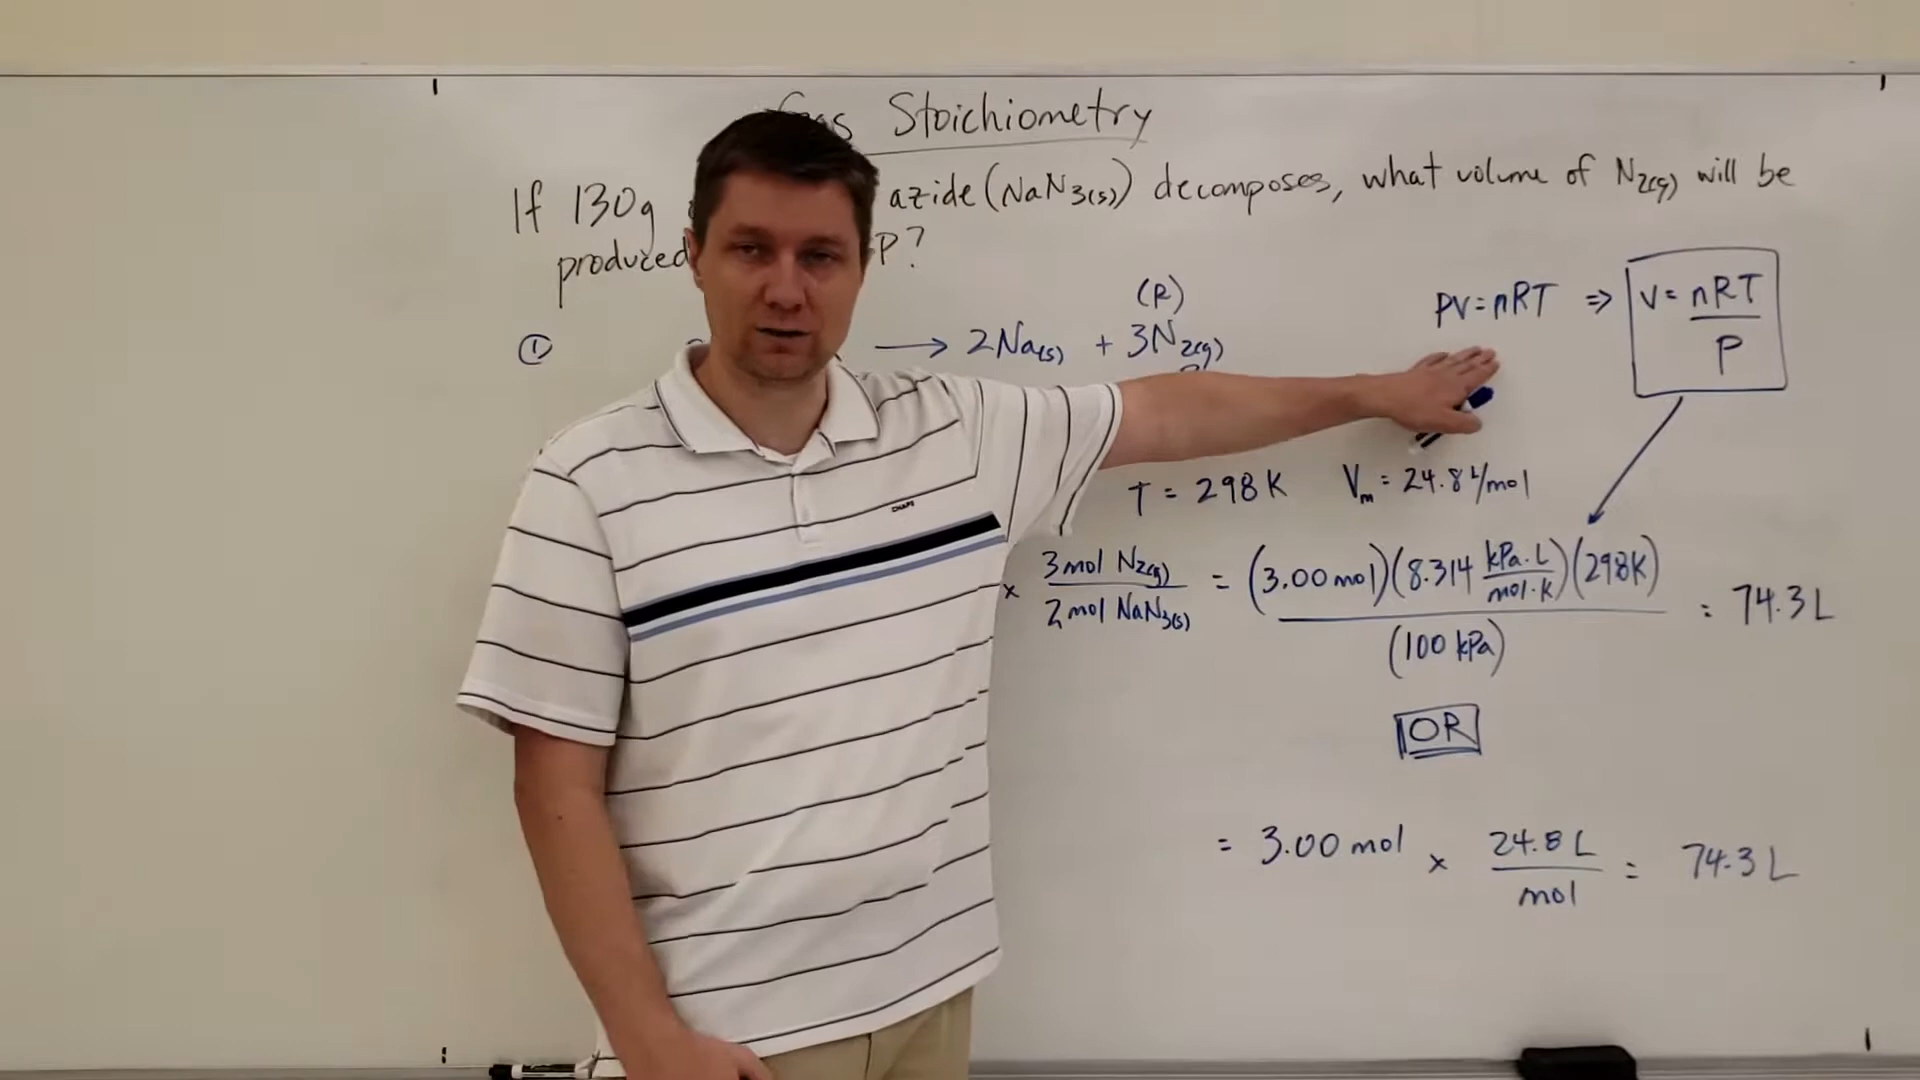 Gas Stoichiometry
If 130g azide (NaN3(s)) decomposes, what volume of N2(g) will be
produced P?
(R)
PV = nRT ⇒ V = nRT / P
① → 2Na(s) + 3N2(g)
T = 298 K Vm = 24.8 L/mol
CHAPS
x 3 mol N2(g) / 2 mol NaN3(s) = (3.00 mol)(8.314 kPa·L / mol·K)(298K) / (100 kPa) = 74.3 L
OR
= 3.00 mol x 24.8 L / mol = 74.3 L